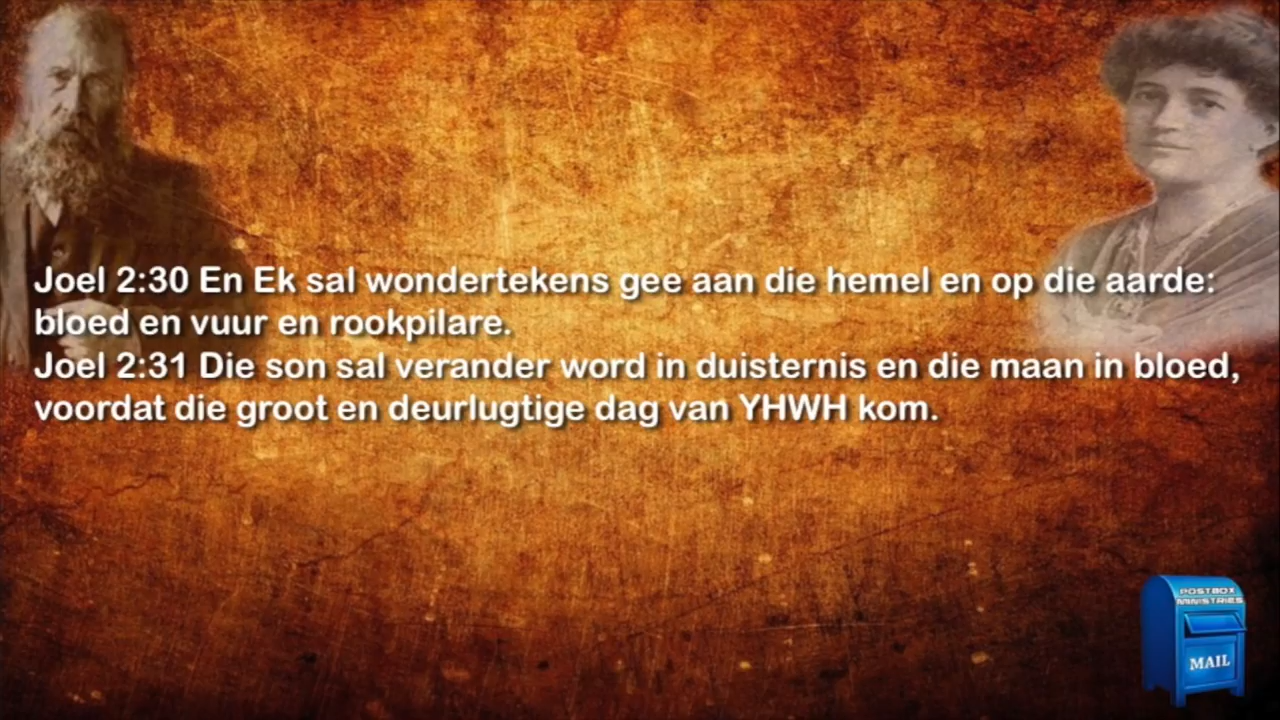 Joel 2:30 En Ek sal wondertekens gee aan die hemel en op die aarde:
bloed en vuur en rookpilare.
Joel 2:31 Die son sal verander word in duisternis en die maan in bloed,
voordat die groot en deurlugtige dag van YHWH kom.
POSTBOX
MINISTRIES
MAIL